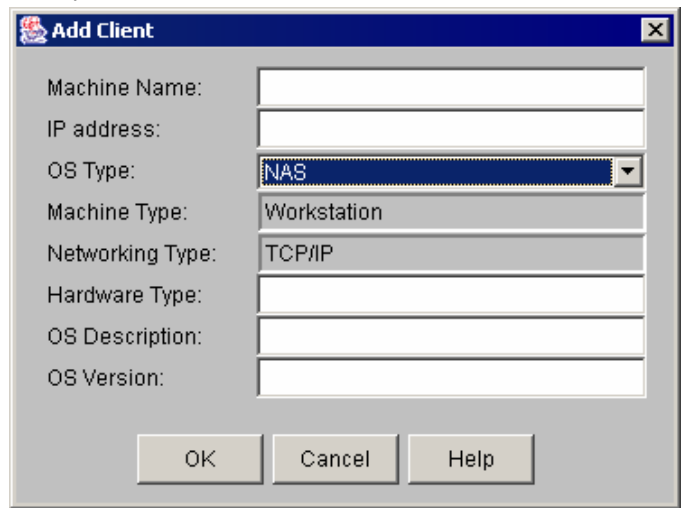 Add Client
Machine Name:
IP address:
OS Type: NAS
Machine Type: Workstation
Networking Type: TCP/IP
Hardware Type:
OS Description:
OS Version:
OK Cancel Help